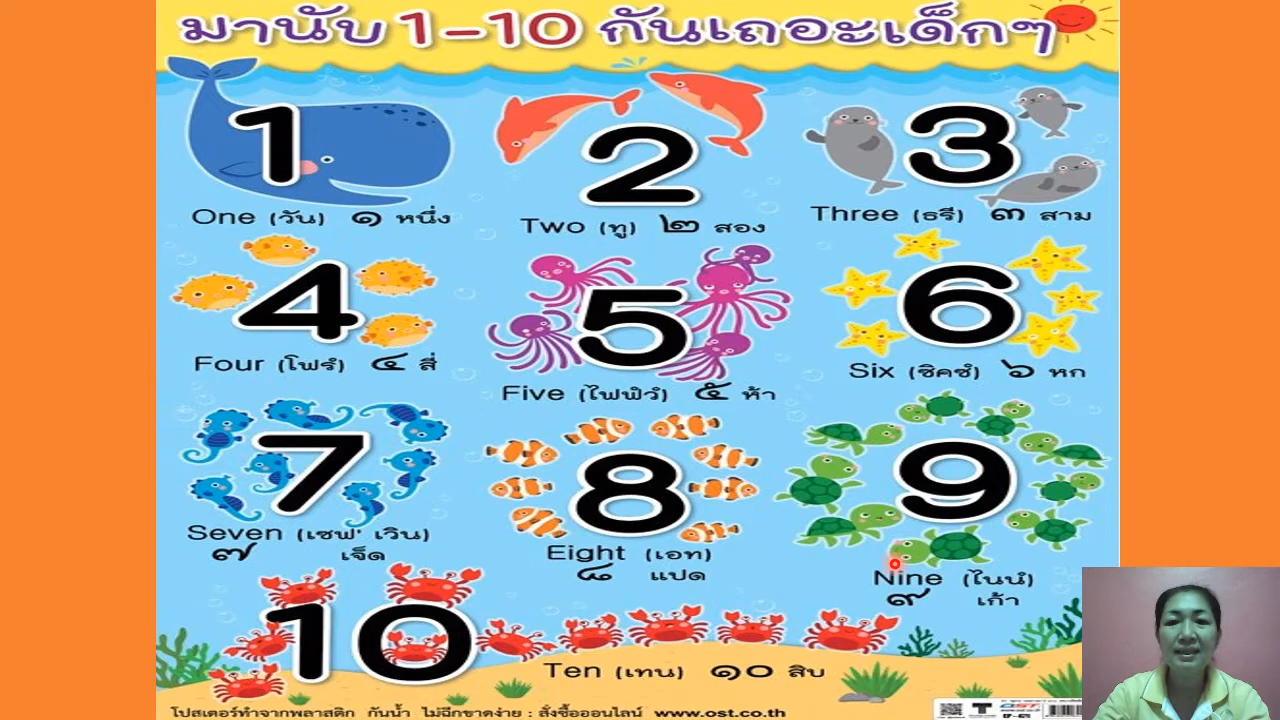 มานับ 1-10 กันเถอะเด็กๆ
1 2 3
One (วัน) ๑ หนึ่ง
Two (ทู) ๒ สอง
Three (ธรี) ๓ สาม
4 5 6
Four (โฟร์) ๔ สี่
Five (ไฟฟิว์) ๕ ห้า
Six (ซิคซ์) ๖ หก
7 8 9
Seven (เซฟ' เวิน)
๗ เจ็ด
Eight (เอท)
๘ แปด
Nine (ไนน์)
๙ เก้า
10
Ten (เทน) ๑๐ สิบ
โปสเตอร์ทำจากพลาสติก กันน้ำ ไม่ฉีกขาดง่าย : สั่งซื้อออนไลน์ www.ost.co.th
OST